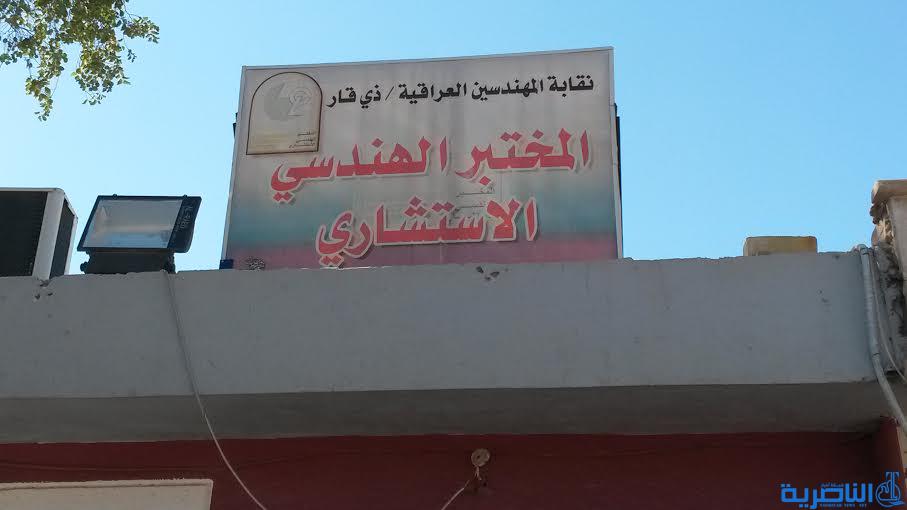 نقابة المهندسين العراقية / ذي قار
المختبر الهندسي
الاستشاري
الناصرية